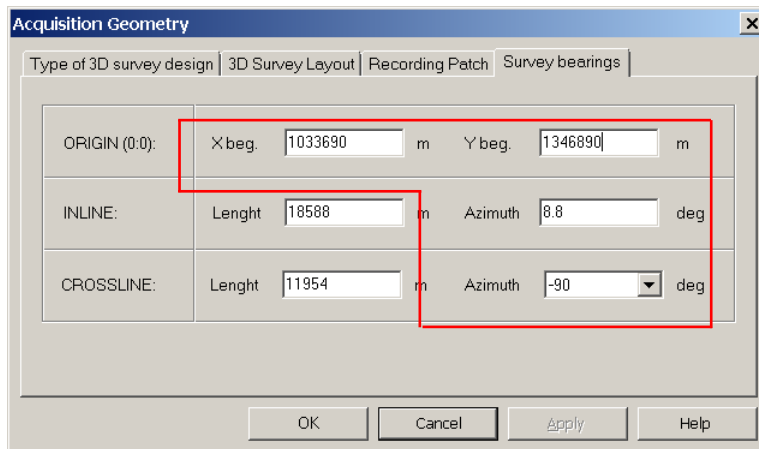 Acquisition Geometry
Type of 3D survey design 3D Survey Layout Recording Patch Survey bearings
ORIGIN (0:0): X beg. 1033690 m Y beg. 1346890 m
INLINE: Lenght 18588 m Azimuth 8.8 deg
CROSSLINE: Lenght 11954 m Azimuth -90 deg
OK Cancel Apply Help